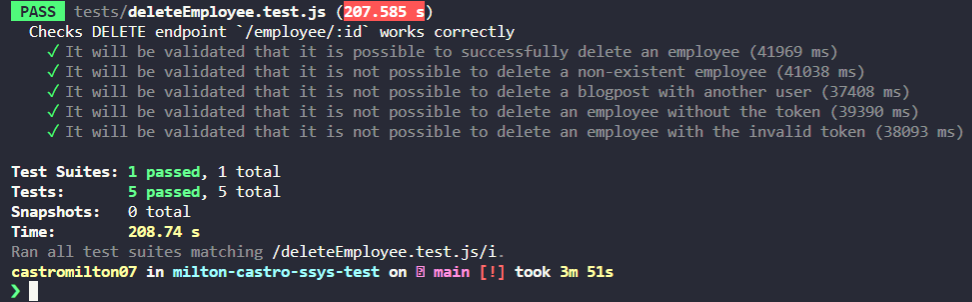 PASS tests/deleteEmployee.test.js (207.585 s)
Checks DELETE endpoint `/employee/:id` works correctly
✓ It will be validated that it is possible to successfully delete an employee (41969 ms)
✓ It will be validated that it is not possible to delete a non-existent employee (41038 ms)
✓ It will be validated that it is not possible to delete a blogpost with another user (37408 ms)
✓ It will be validated that it is not possible to delete an employee without the token (39390 ms)
✓ It will be validated that it is not possible to delete an employee with the invalid token (38093 ms)
Test Suites: 1 passed, 1 total
Tests: 5 passed, 5 total
Snapshots: 0 total
Time: 208.74 s
Ran all test suites matching /deleteEmployee.test.js/i.
castromilton07 in milton-castro-ssys-test on main [!] took 3m 51s
❯